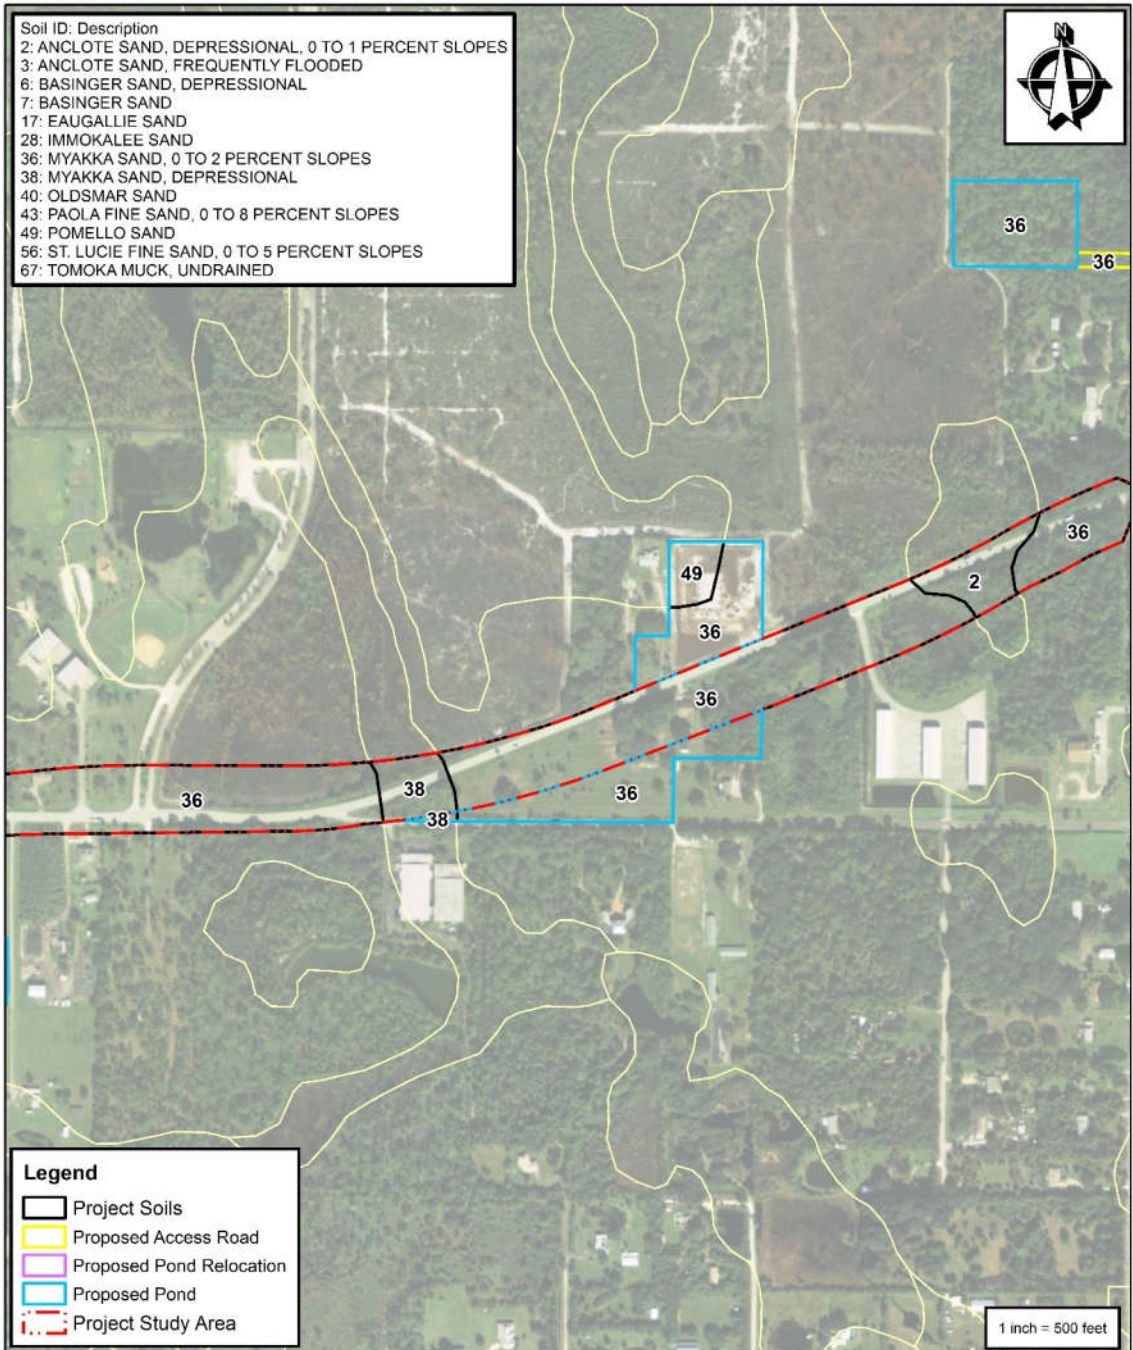 Soil ID: Description
2: ANCLOTE SAND, DEPRESSIONAL, 0 TO 1 PERCENT SLOPES
3: ANCLOTE SAND, FREQUENTLY FLOODED
6: BASINGER SAND, DEPRESSIONAL
7: BASINGER SAND
17: EAUGALLIE SAND
28: IMMOKALEE SAND
36: MYAKKA SAND, 0 TO 2 PERCENT SLOPES
38: MYAKKA SAND, DEPRESSIONAL
40: OLDSMAR SAND
43: PAOLA FINE SAND, 0 TO 8 PERCENT SLOPES
49: POMELLO SAND
56: ST. LUCIE FINE SAND, 0 TO 5 PERCENT SLOPES
67: TOMOKA MUCK, UNDRAINED
N
36
36
36
49
2
36
36
38
36
36
38
Legend
Project Soils
Proposed Access Road
Proposed Pond Relocation
Proposed Pond
Project Study Area
1 inch = 500 feet